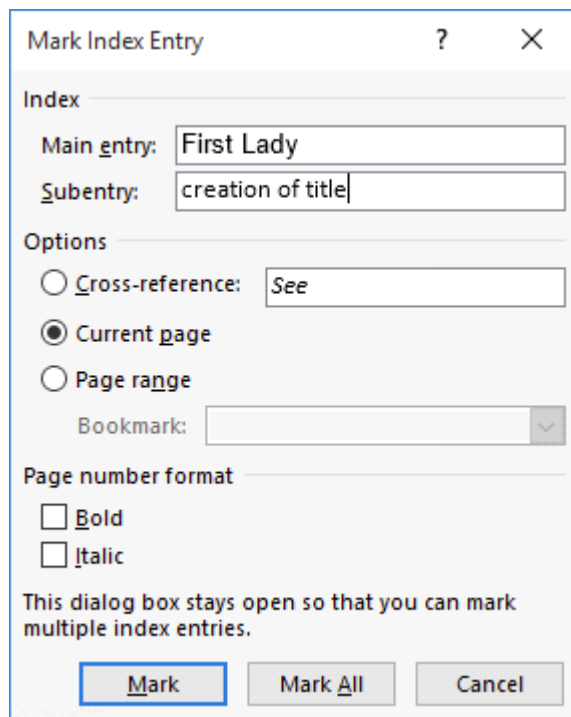 Mark Index Entry ?
Index
Main entry: First Lady
Subentry: creation of title
Options
Cross-reference: See
Current page
Page range
Bookmark:
Page number format
Bold
Italic
This dialog box stays open so that you can mark
multiple index entries.
Mark Mark All Cancel